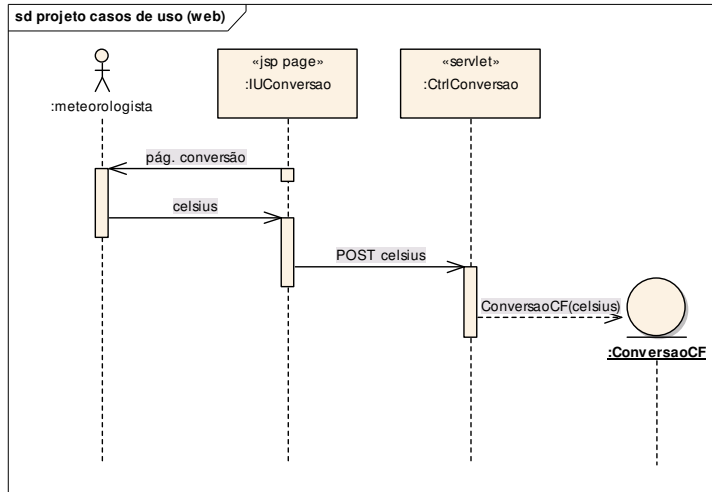 sd projeto casos de uso (web)
:meteorologista
«jsp page»
:IUConversao
«servlet»
:CtrlConversao
pág. conversão
celsius
POST celsius
ConversaoCF(celsius)
:ConversaoCF